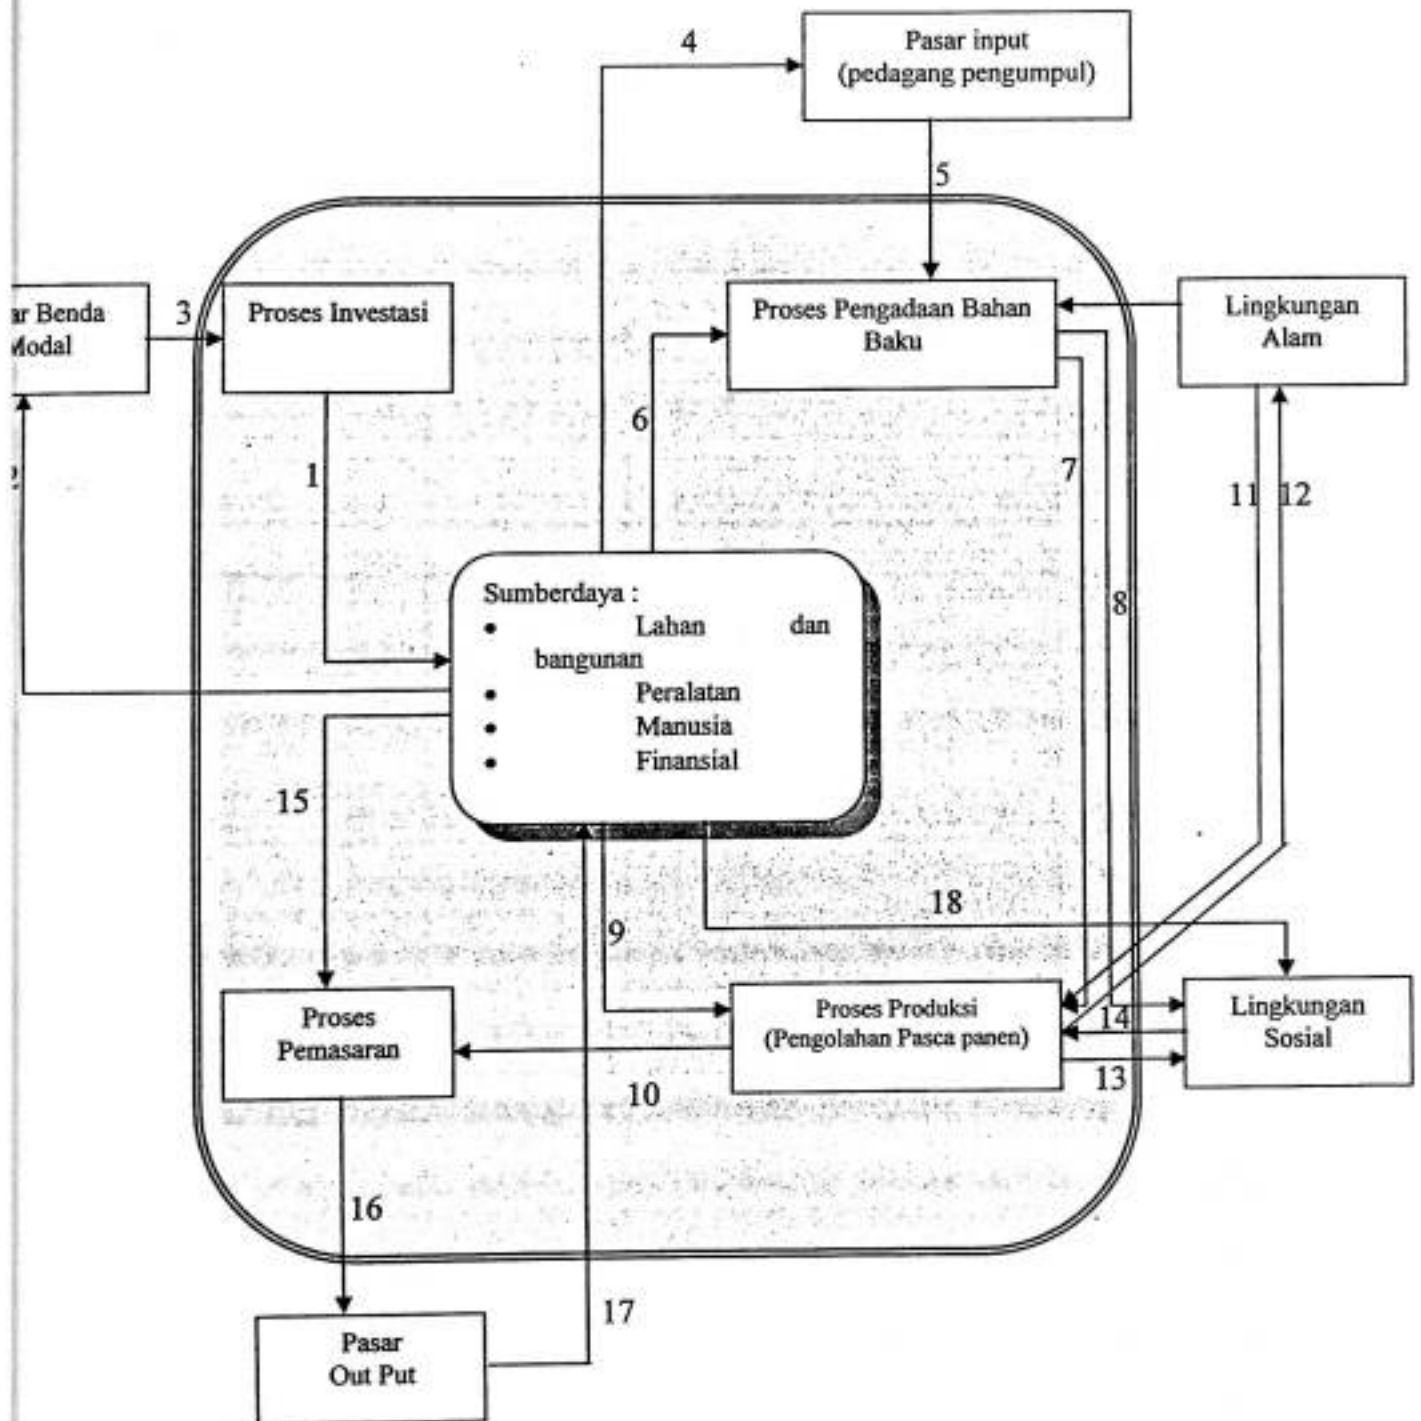 4
Pasar input
(pedagang pengumpul)
5
ar Benda
Modal
3
Proses Investasi
Proses Pengadaan Bahan
Baku
Lingkungan
Alam
2
1
6
7
11
12
8
Sumberdaya :
• Lahan dan
bangunan
• Peralatan
• Manusia
• Finansial
15
18
9
Proses
Pemasaran
Proses Produksi
(Pengolahan Pasca panen)
14
Lingkungan
Sosial
13
10
16
17
Pasar
Out Put